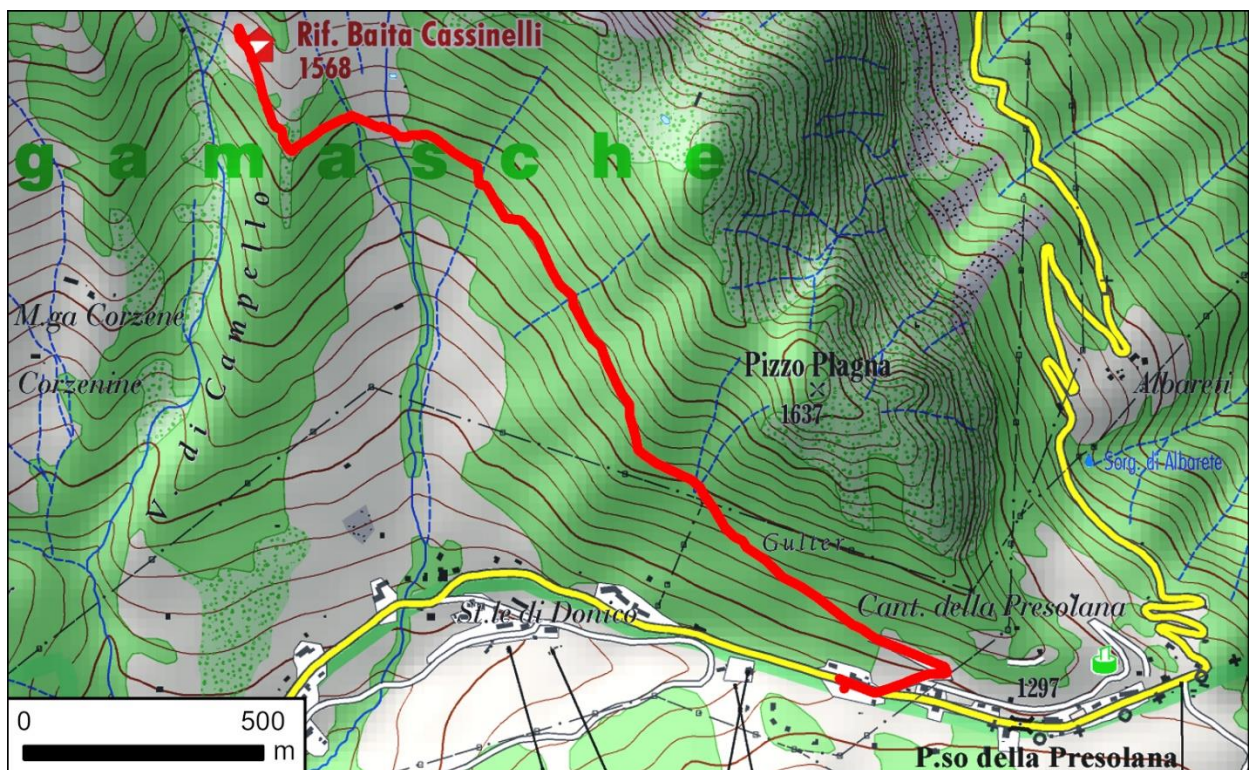 Rif. Baita Cassinelli
1568
g a m a s c h e
M.ga Corzene
Corzenine
V. di Campello
Pizzo Plagna
1637
Albareti
Sorg. di Albarete
Gulter
St.le di Donico
Cant. della Presolana
1297
P.so della Presolana
0 500
m